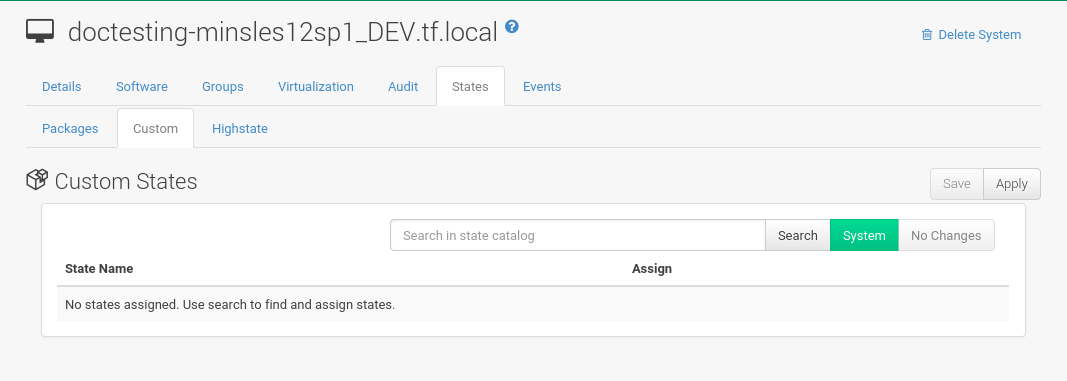 doctesting-minsles12sp1_DEV.tf.local ?
Delete System
Details Software Groups Virtualization Audit States Events
Packages Custom Highstate
Custom States
Save Apply
Search in state catalog Search System No Changes
State Name Assign
No states assigned. Use search to find and assign states.